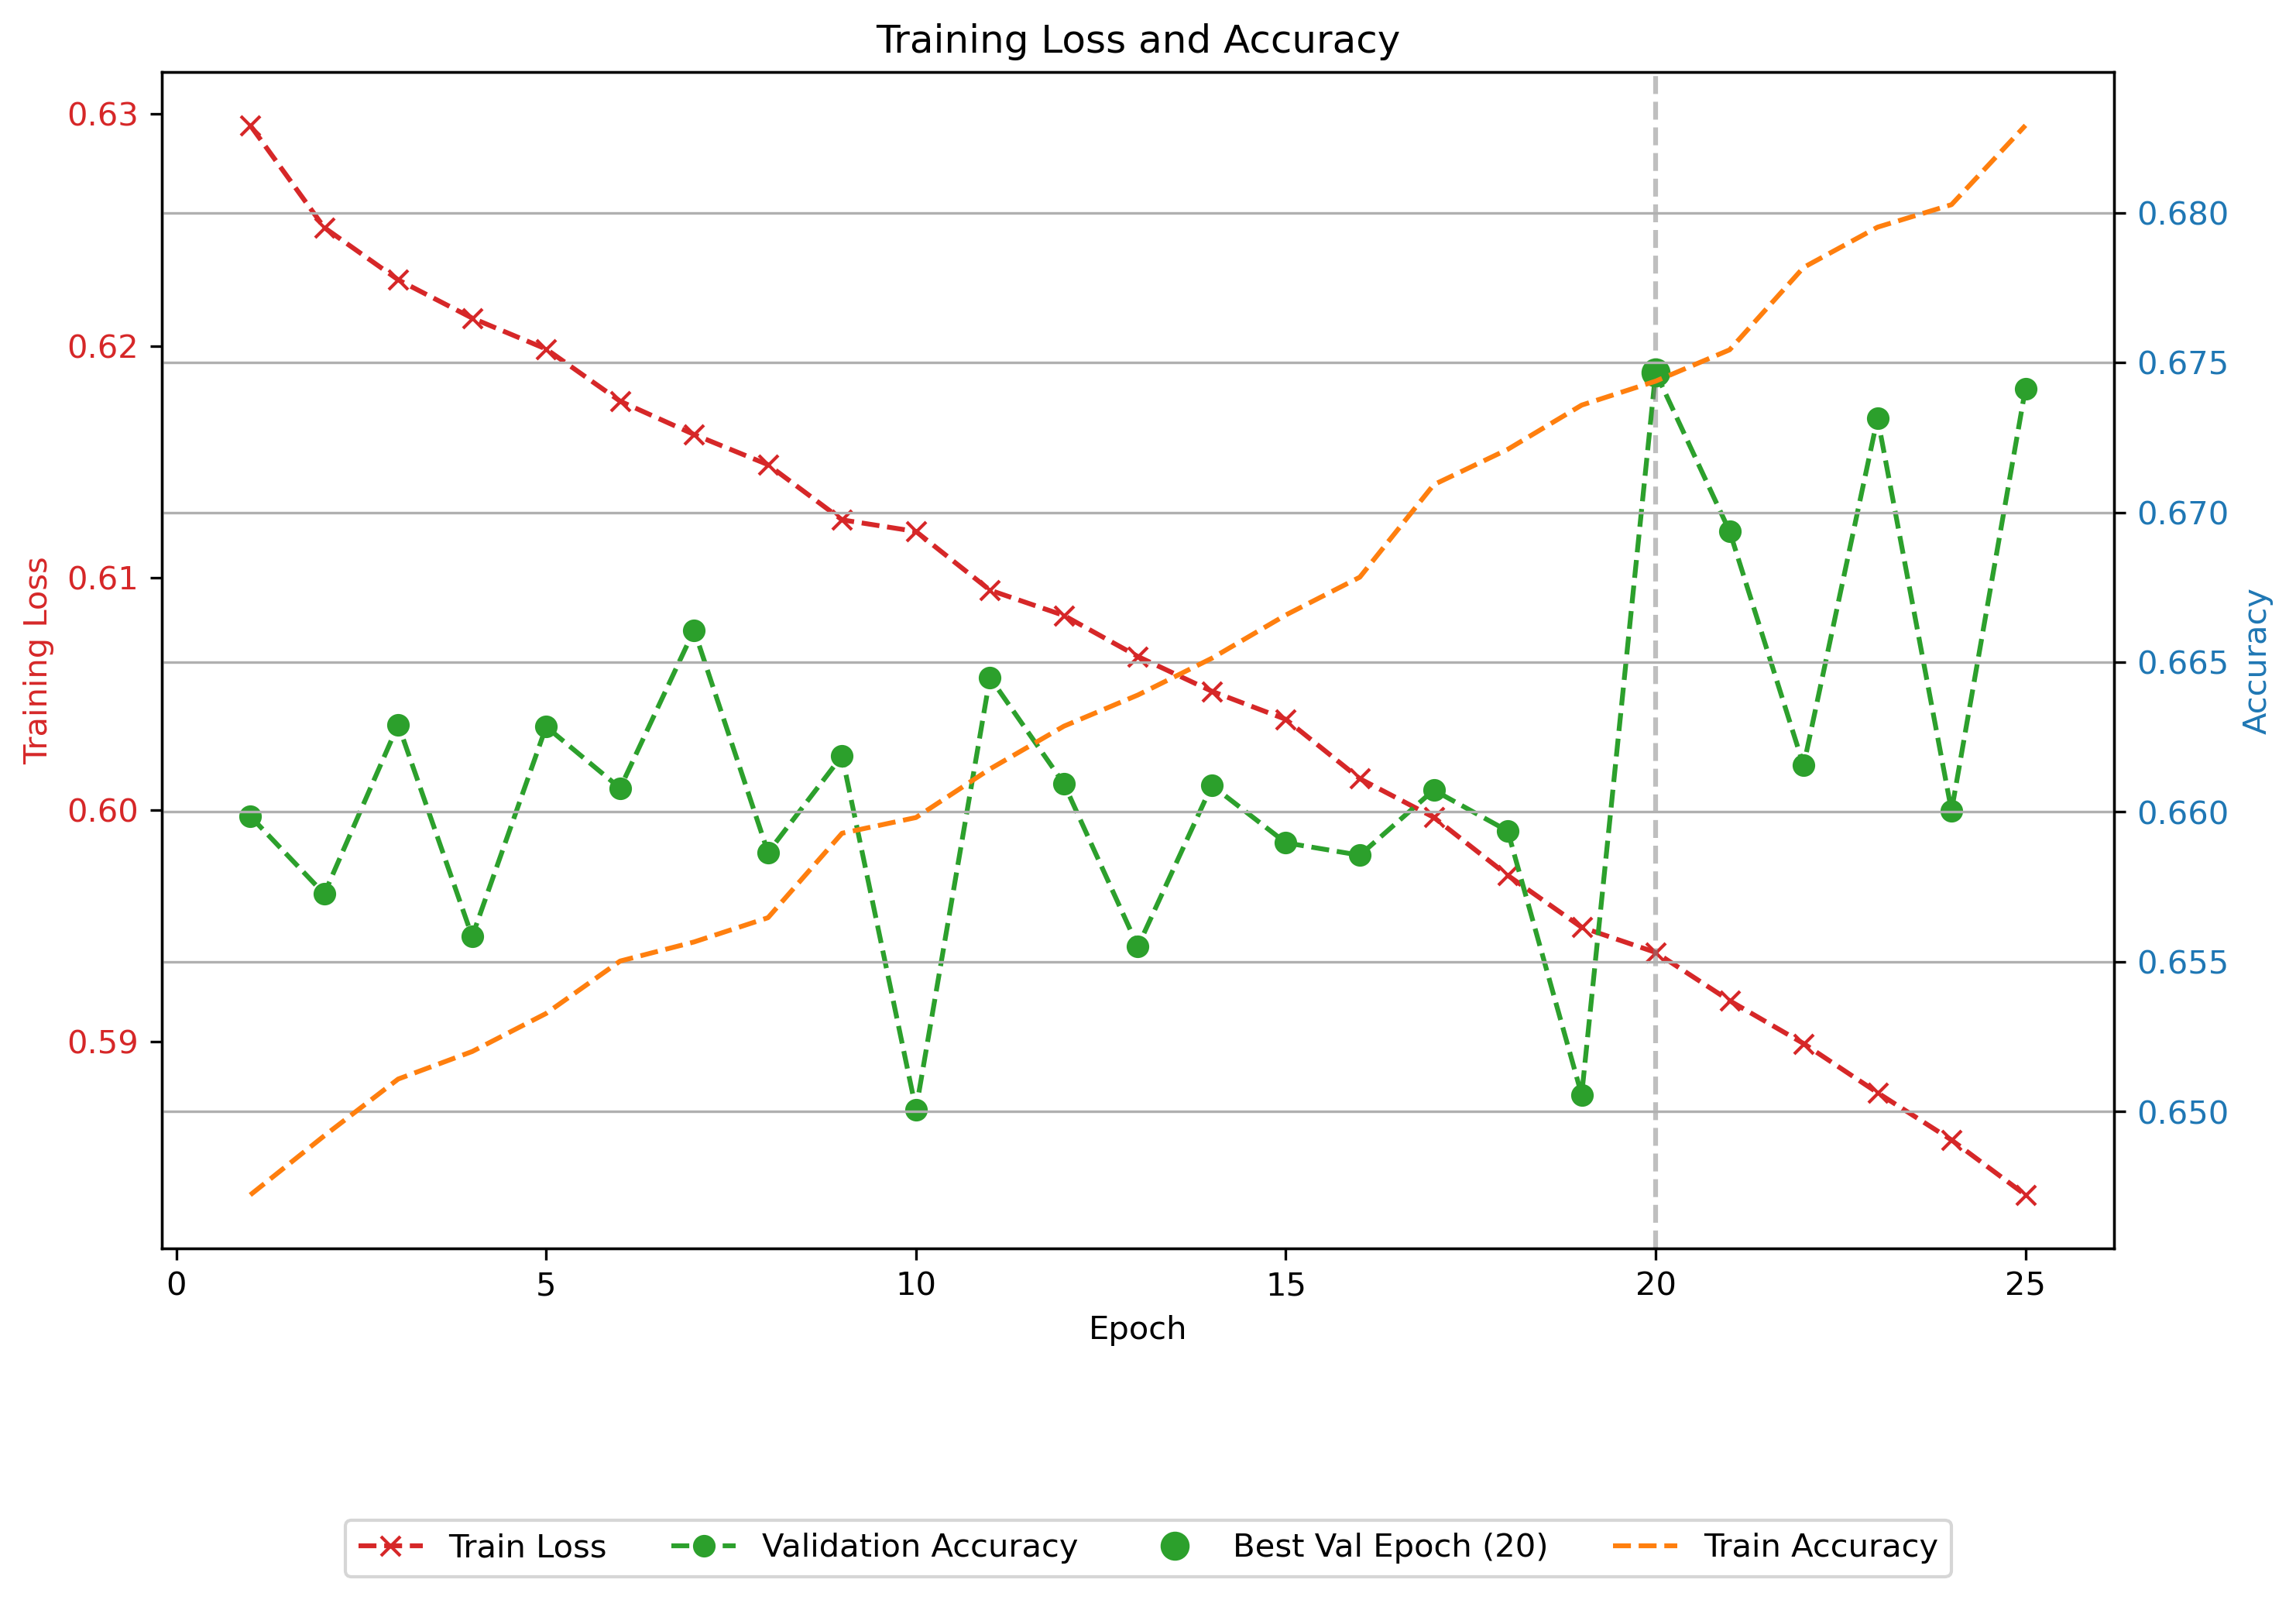 Training Loss and Accuracy
0.63
0.62
0.61
0.60
0.59
Training Loss
0.680
0.675
0.670
0.665
0.660
0.655
0.650
Accuracy
0 5 10 15 20 25
Epoch
Train Loss Validation Accuracy Best Val Epoch (20) Train Accuracy